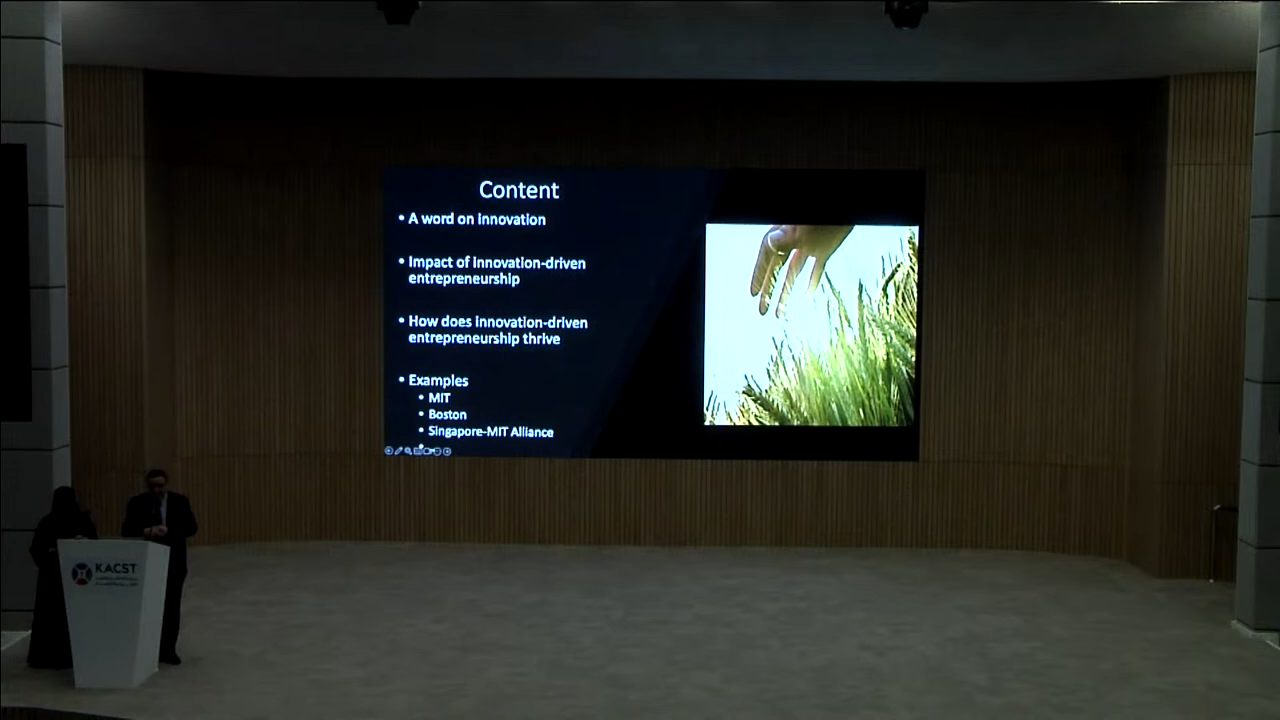 Content
• A word on innovation
• Impact of innovation-driven
entrepreneurship
• How does innovation-driven
entrepreneurship thrive
• Examples
• MIT
• Boston
• Singapore-MIT Alliance
KACST